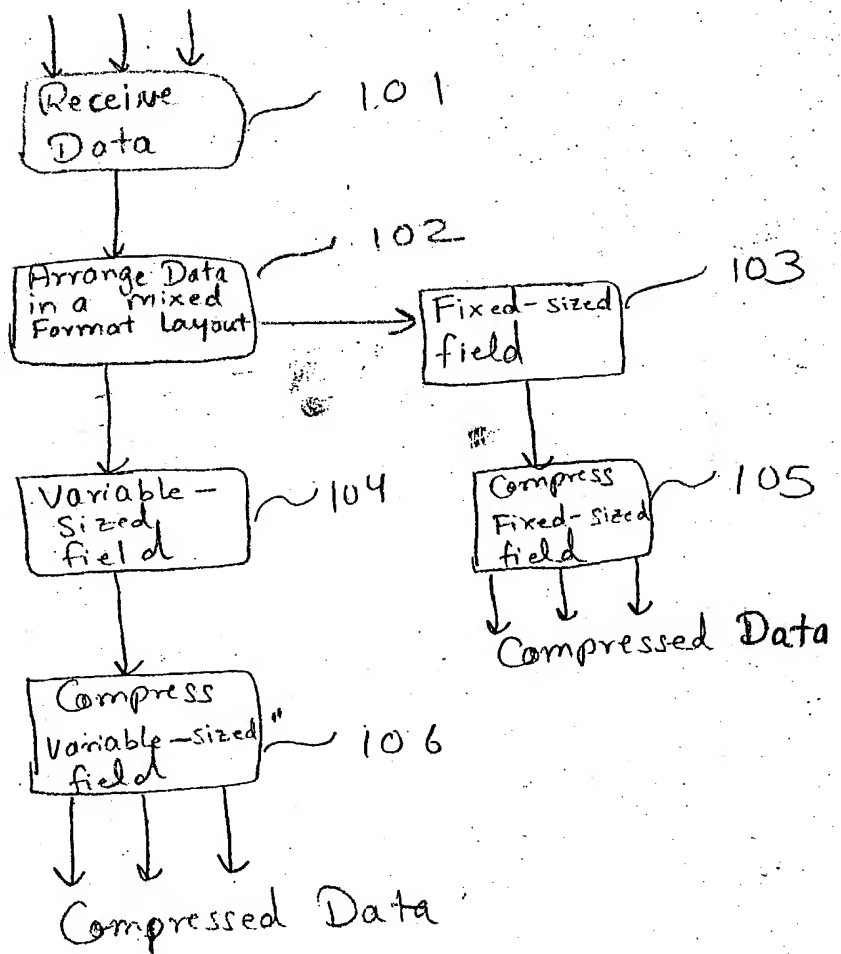 Receive
Data
101
102
Arrange Data
in a mixed
Format Layout
103
Fixed-sized
field
Variable-
Sized
field
104
Compress
Fixed-Sized
field
105
Compressed Data
Compress
Variable-sized
field
106
Compressed Data